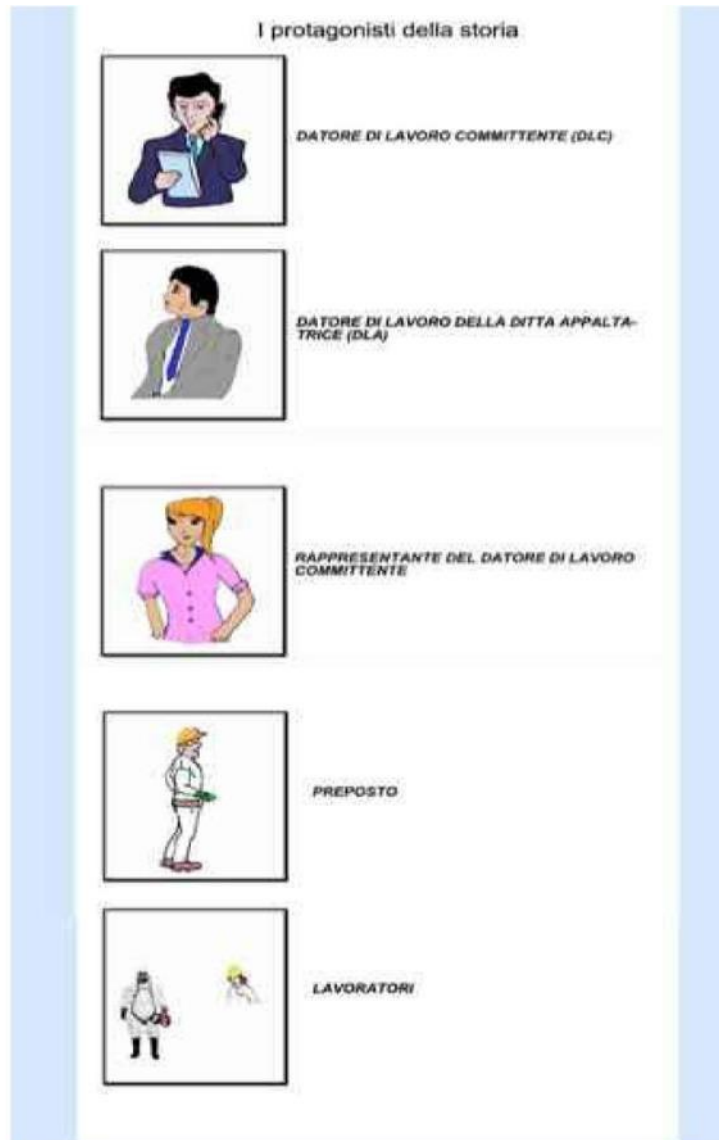 I protagonisti della storia
DATORE DI LAVORO COMMITTENTE (DLC)
DATORE DI LAVORO DELLA DITTA APPALTA-
TRICE (DLA)
RAPPRESENTANTE DEL DATORE DI LAVORO
COMMITTENTE
PREPOSTO
LAVORATORI